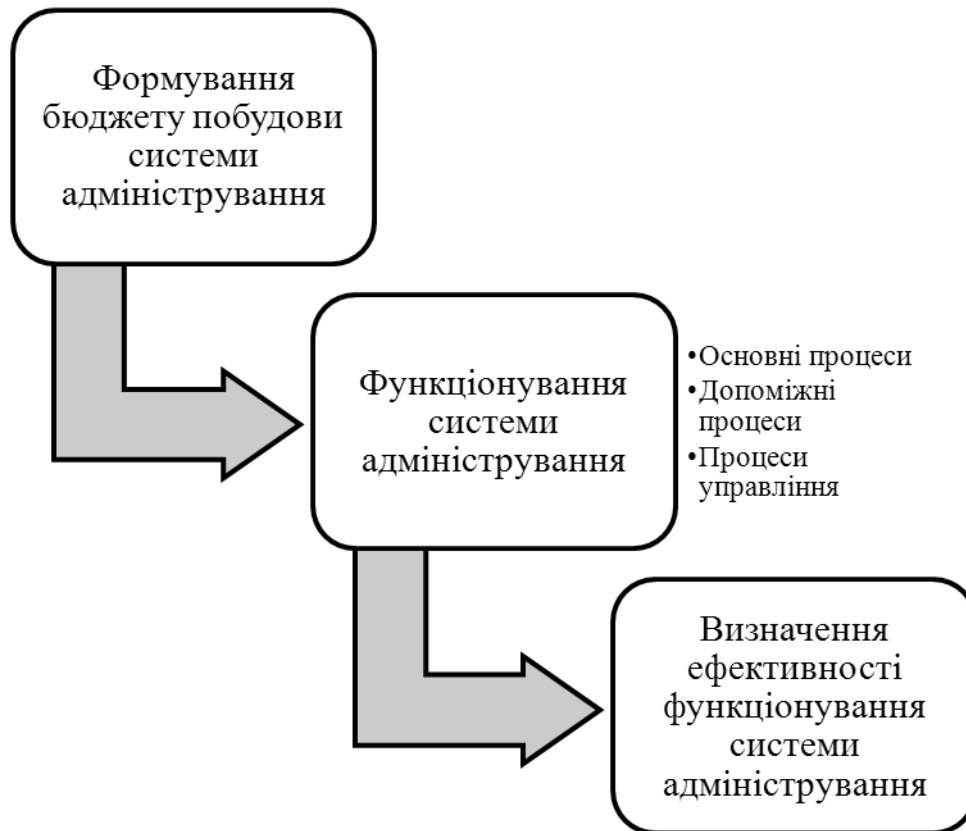 Формування
бюджету побудови
системи
адміністрування
Функціонування
системи
адміністрування
•Основні процеси
•Допоміжні
процеси
•Процеси
управління
Визначення
ефективності
функціонування
системи
адміністрування